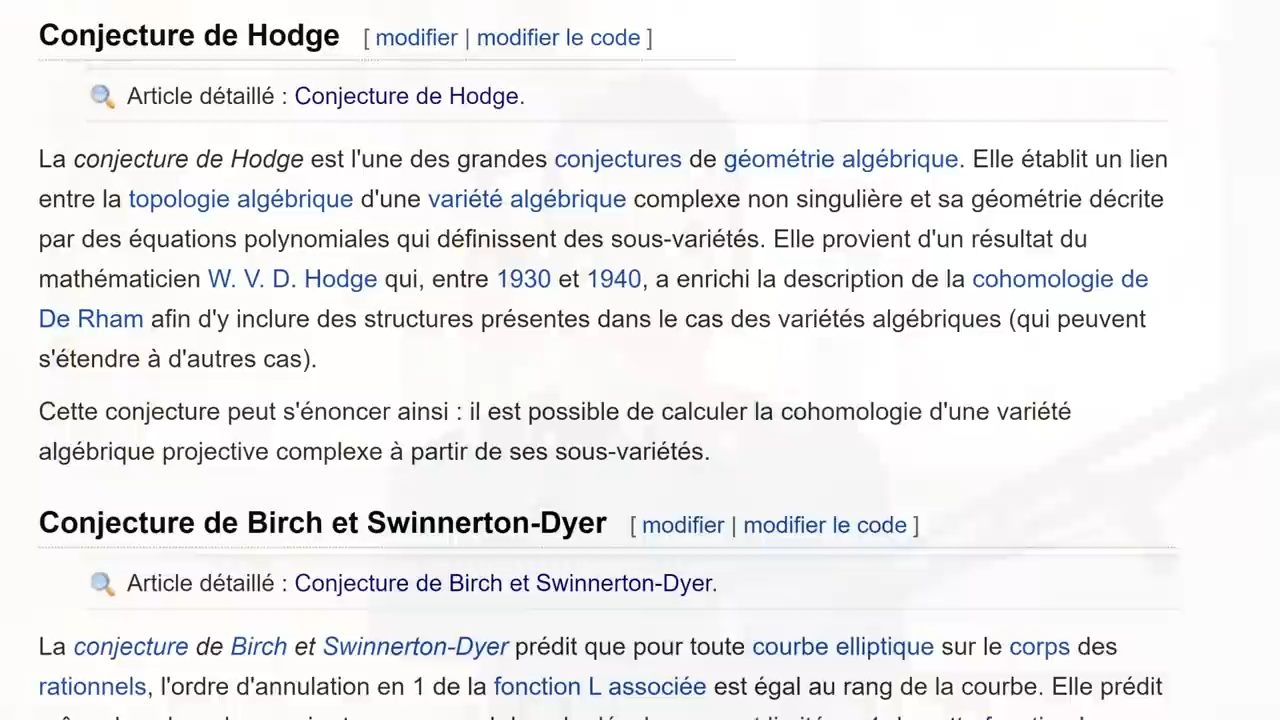 Conjecture de Hodge [ modifier | modifier le code ]
Article détaillé : Conjecture de Hodge.
La conjecture de Hodge est l'une des grandes conjectures de géométrie algébrique. Elle établit un lien
entre la topologie algébrique d'une variété algébrique complexe non singulière et sa géométrie décrite
par des équations polynomiales qui définissent des sous-variétés. Elle provient d'un résultat du
mathématicien W. V. D. Hodge qui, entre 1930 et 1940, a enrichi la description de la cohomologie de
De Rham afin d'y inclure des structures présentes dans le cas des variétés algébriques (qui peuvent
s'étendre à d'autres cas).
Cette conjecture peut s'énoncer ainsi : il est possible de calculer la cohomologie d'une variété
algébrique projective complexe à partir de ses sous-variétés.
Conjecture de Birch et Swinnerton-Dyer [ modifier | modifier le code ]
Article détaillé : Conjecture de Birch et Swinnerton-Dyer.
La conjecture de Birch et Swinnerton-Dyer prédit que pour toute courbe elliptique sur le corps des
rationnels, l'ordre d'annulation en 1 de la fonction L associée est égal au rang de la courbe. Elle prédit